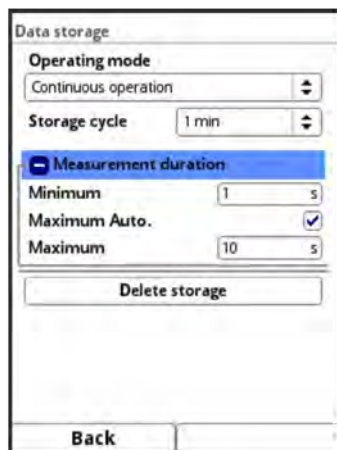 Data storage
Operating mode
Continuous operation
Storage cycle 1 min
Measurement duration
Minimum 1 s
Maximum Auto.
Maximum 10 s
Delete storage
Back